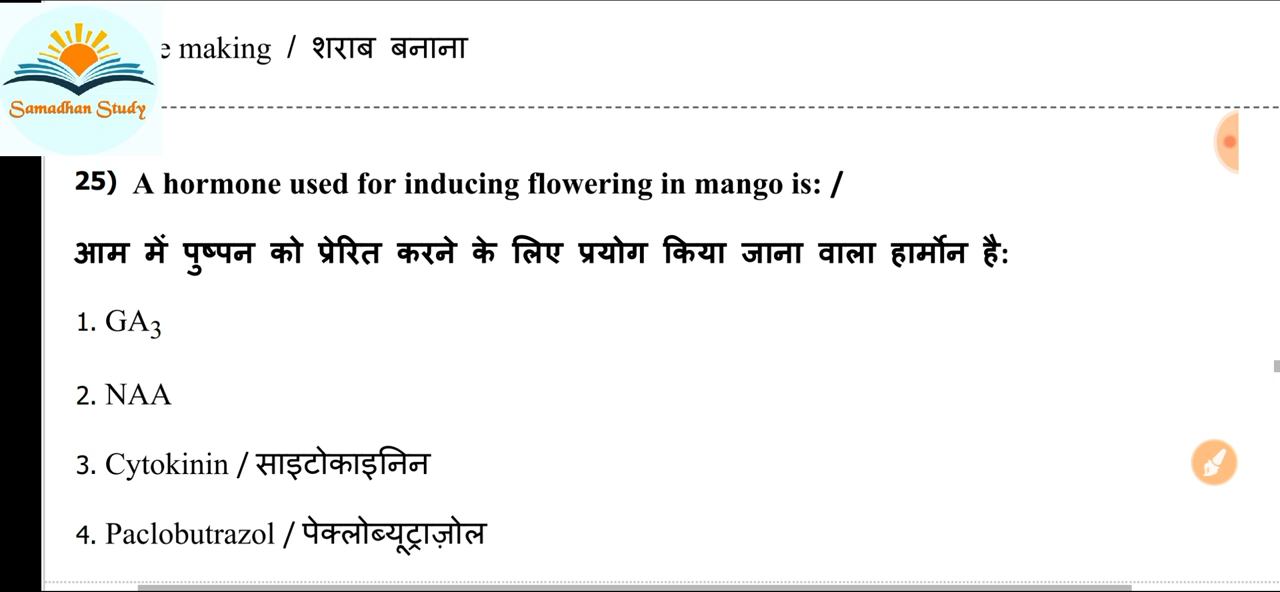 e making / शराब बनाना
Samadhan Study
25) A hormone used for inducing flowering in mango is: /
आम में पुष्पन को प्रेरित करने के लिए प्रयोग किया जाना वाला हार्मोन है:
1. GA3
2. NAA
3. Cytokinin / साइटोकाइनिन
4. Paclobutrazol / पेक्लोब्यूट्राज़ोल